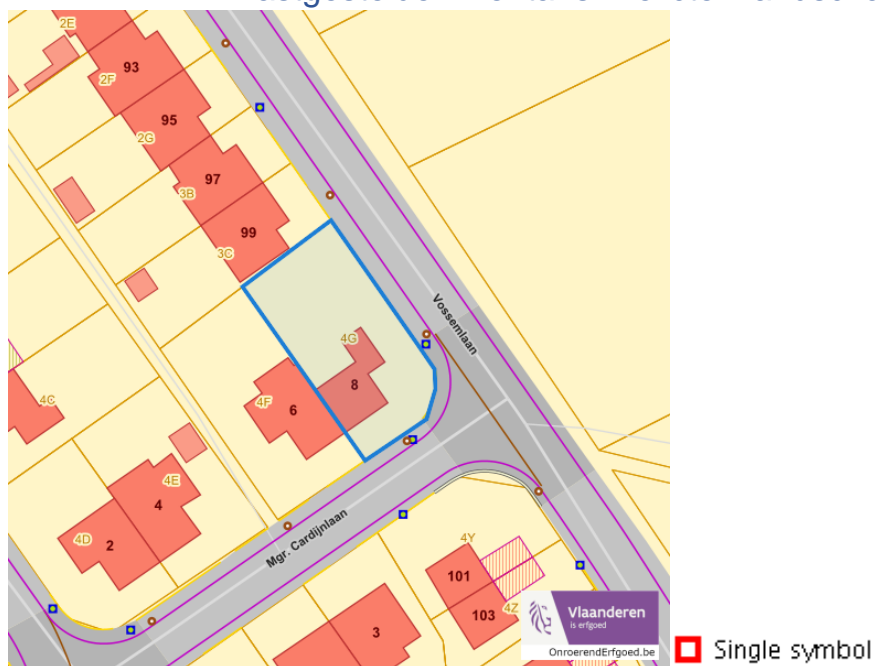 2E
93
2F
95
2G
97
3B
99
3C
Vossemlaan
4G
8
4C
4F
6
4E
4
4D
2
Mgr. Cardijnlaan
4Y
101
103
4Z
3
Vlaanderen
is erfgoed
OnroerendErfgoed.be
Single symbol